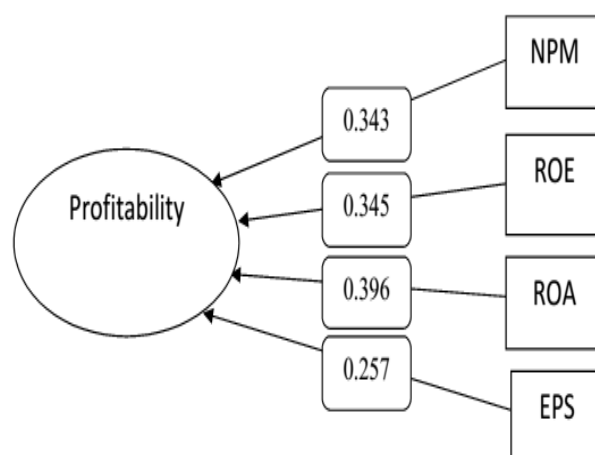 NPM
0.343
ROE
Profitability
0.345
ROA
0.396
0.257
EPS